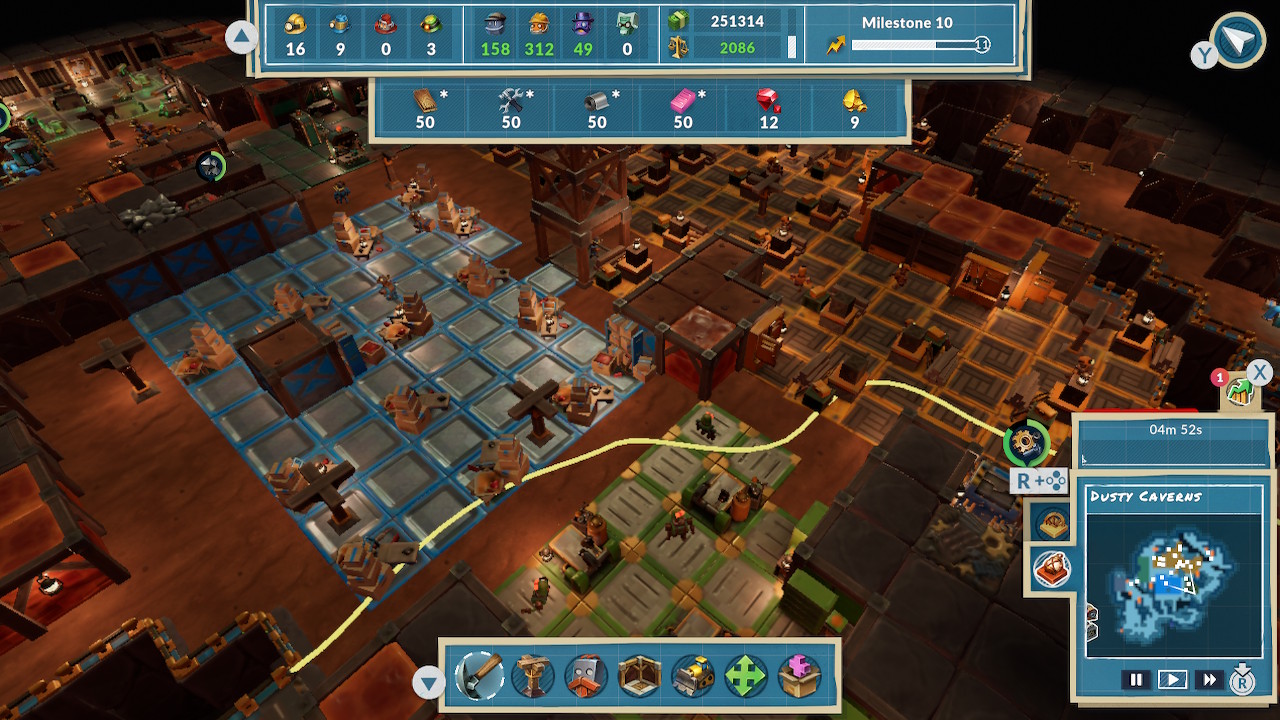 16 9 0 3 158 312 49 0 251314 Milestone 10
2086 11
Y
* * * *
50 50 50 50 12 9
1 X
04m 52s
R +
DUSTY CAVERNS
R